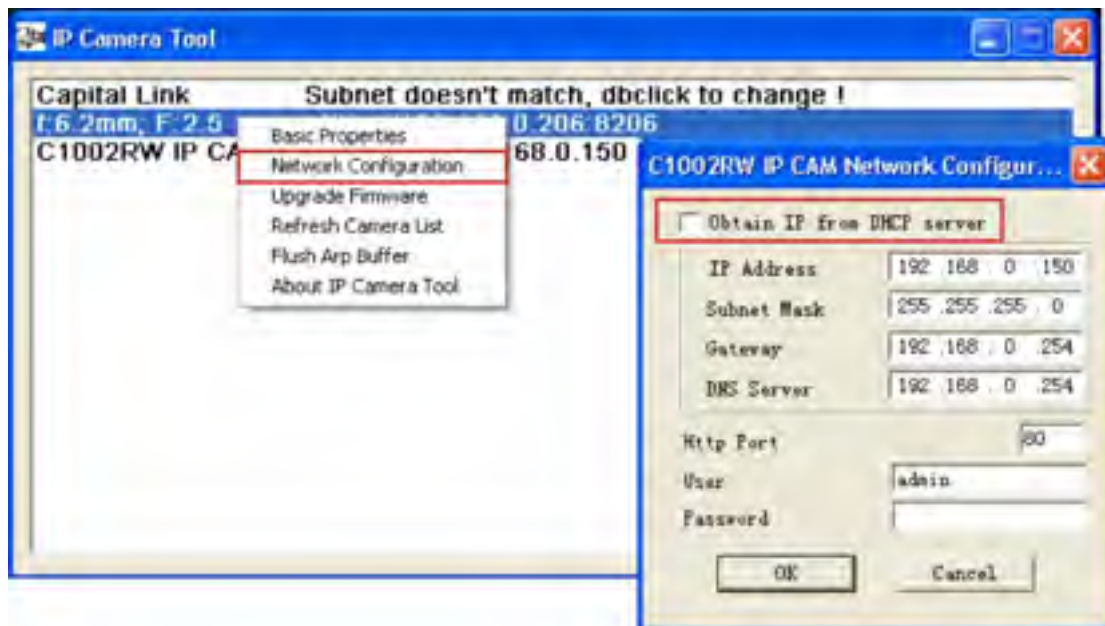 IP Camera Tool
Capital Link Subnet doesn't match, dbclick to change !
f:6.2mm, F:2.5 0.206:8206
C1002RW IP CA 68.0.150
Basic Properties
Network Configuration
Upgrade Firmware
Refresh Camera List
Flush Arp Buffer
About IP Camera Tool
C1002RW IP CAM Network Configur...
Obtain IP from DHCP server
IP Address 192 .168 . 0 .150
Subnet Mask 255 .255 .255 . 0
Gateway 192 .168 . 0 .254
DNS Server 192 .168 . 0 .254
Http Port 80
User admin
Password
OK Cancel